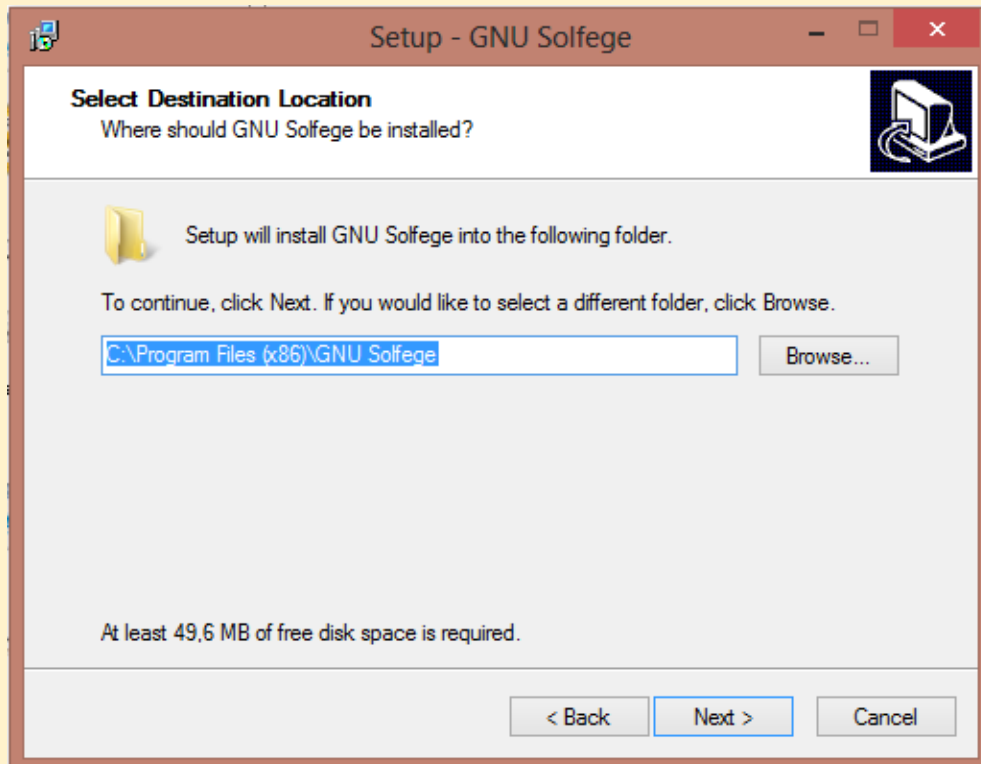 Setup - GNU Solfege
Select Destination Location
Where should GNU Solfege be installed?
Setup will install GNU Solfege into the following folder.
To continue, click Next. If you would like to select a different folder, click Browse.
C:\Program Files (x86)\GNU Solfege
Browse...
At least 49,6 MB of free disk space is required.
< Back
Next >
Cancel